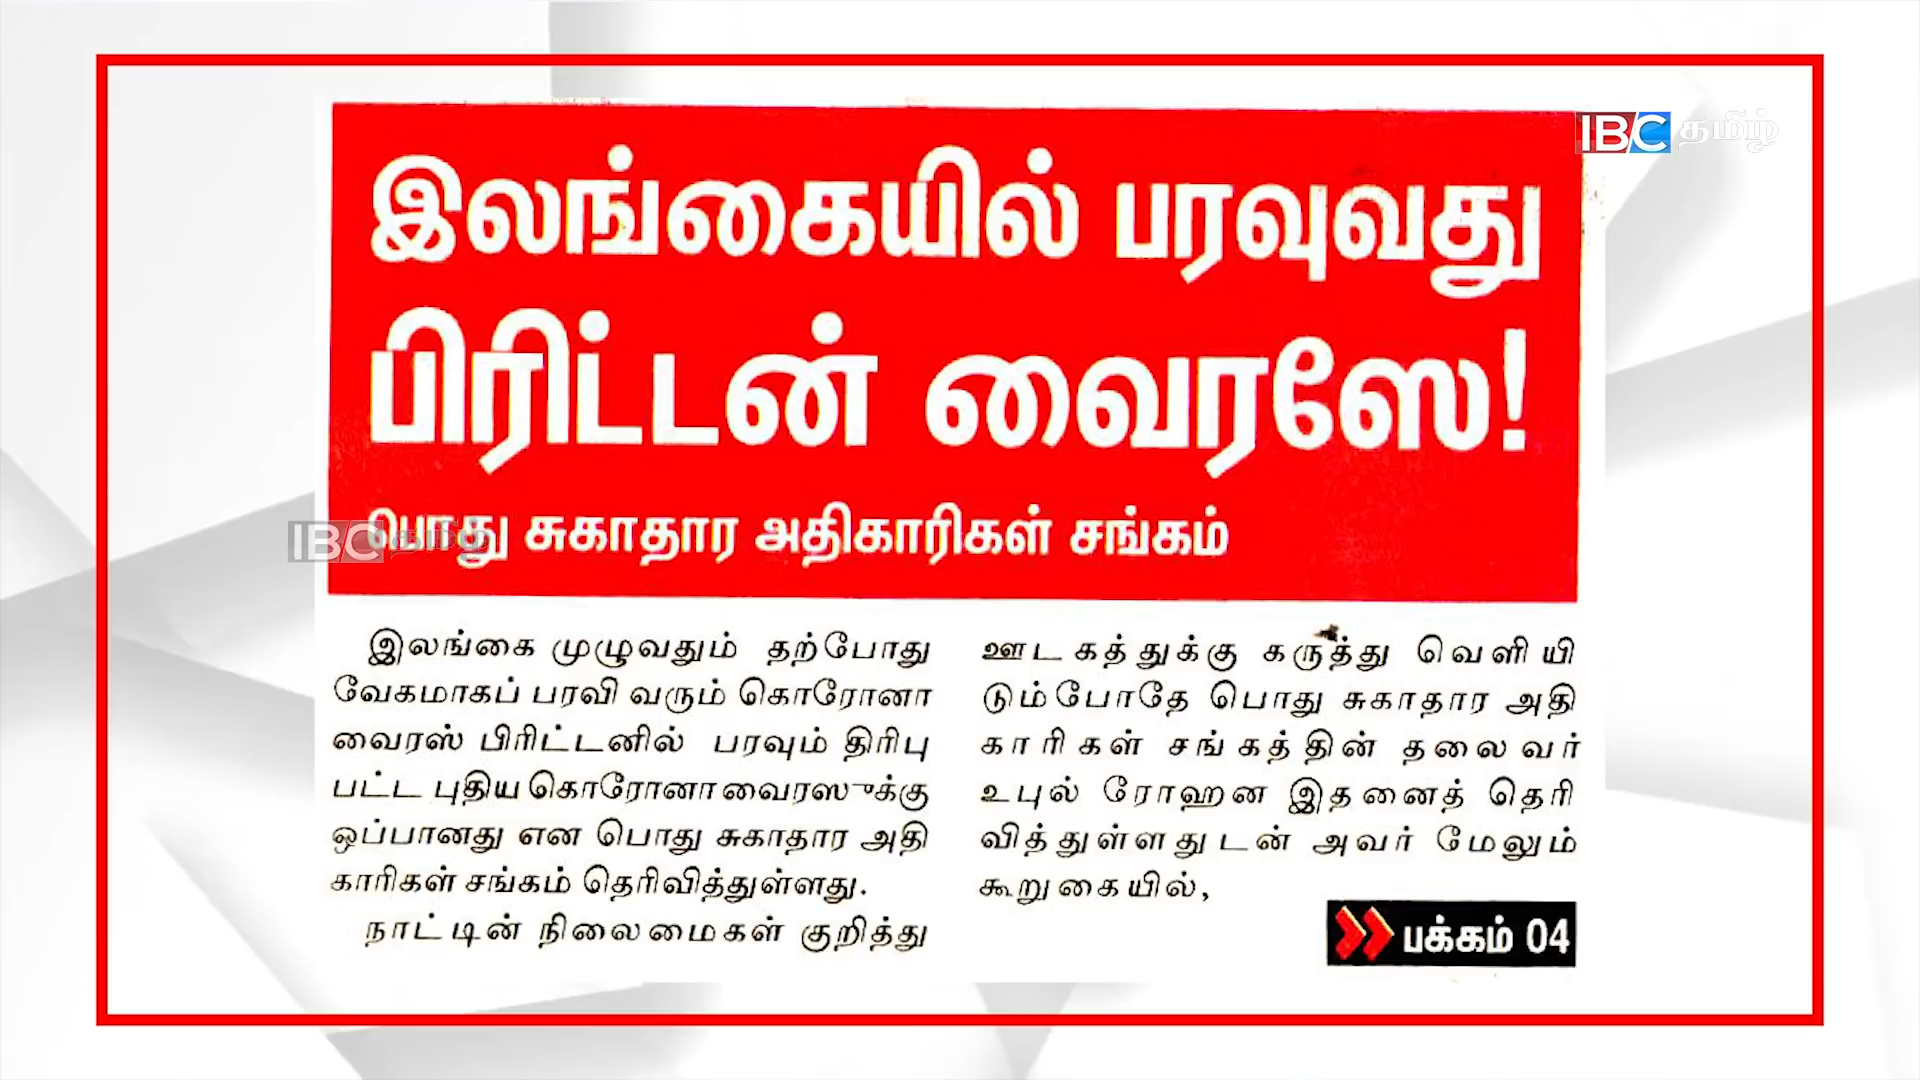 IBC தமிழ்
இலங்கையில் பரவுவது
பிரிட்டன் வைரஸே!
IBC தமிழ்
பொது சுகாதார அதிகாரிகள் சங்கம்
இலங்கை முழுவதும் தற்போது
வேகமாகப் பரவி வரும் கொரோனா
வைரஸ் பிரிட்டனில் பரவும் திரிபு
பட்ட புதிய கொரோனா வைரஸுக்கு
ஒப்பானது என பொது சுகாதார அதி
காரிகள் சங்கம் தெரிவித்துள்ளது.
நாட்டின் நிலைமைகள் குறித்து
ஊடகத்துக்கு கருத்து வெளியி
டும்போதே பொது சுகாதார அதி
காரிகள் சங்கத்தின் தலைவர்
உபுல் ரோஹன இதனைத் தெரி
வித்துள்ளதுடன் அவர் மேலும்
கூறுகையில்,
பக்கம் 04